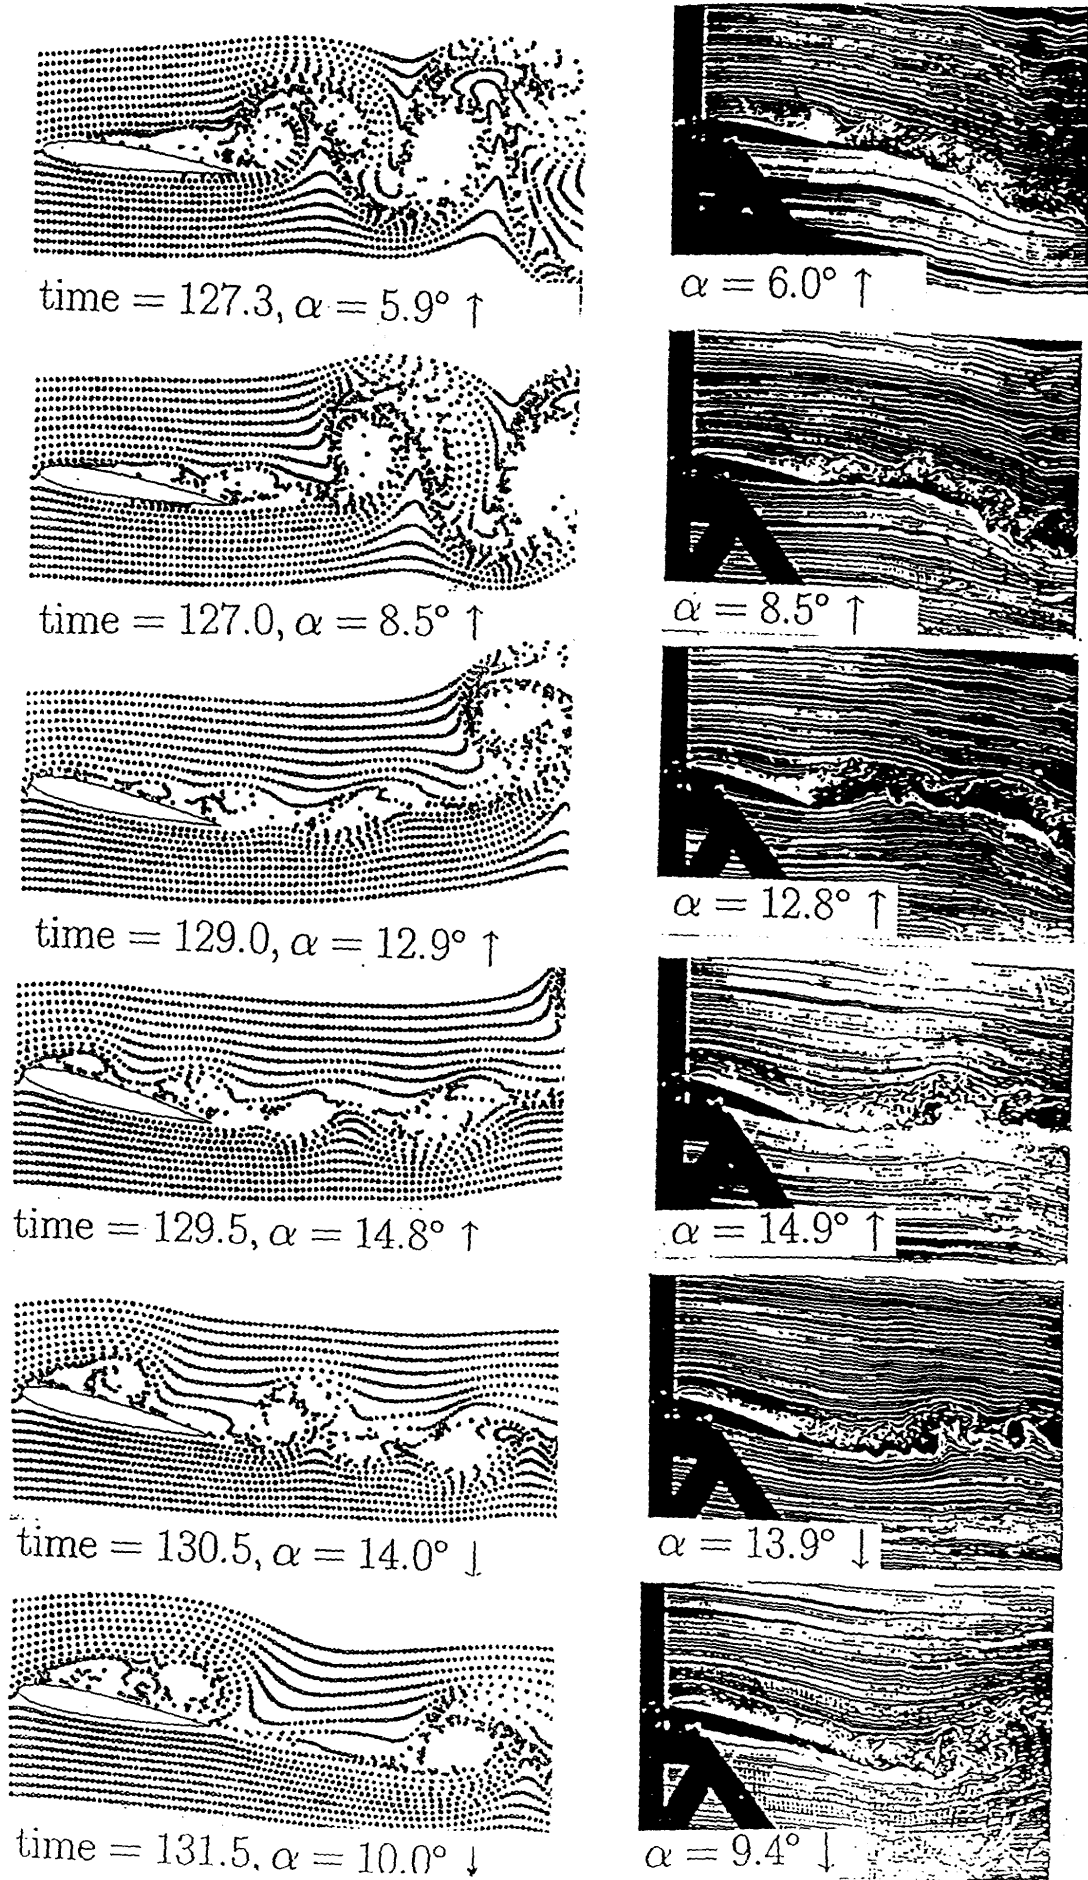 time = 127.3, α = 5.9° ↑
α = 6.0° ↑
time = 127.0, α = 8.5° ↑
α = 8.5° ↑
time = 129.0, α = 12.9° ↑
α = 12.8° ↑
time = 129.5, α = 14.8° ↑
α = 14.9° ↑
time = 130.5, α = 14.0° ↓
α = 13.9° ↓
time = 131.5, α = 10.0° ↓
α = 9.4° ↓